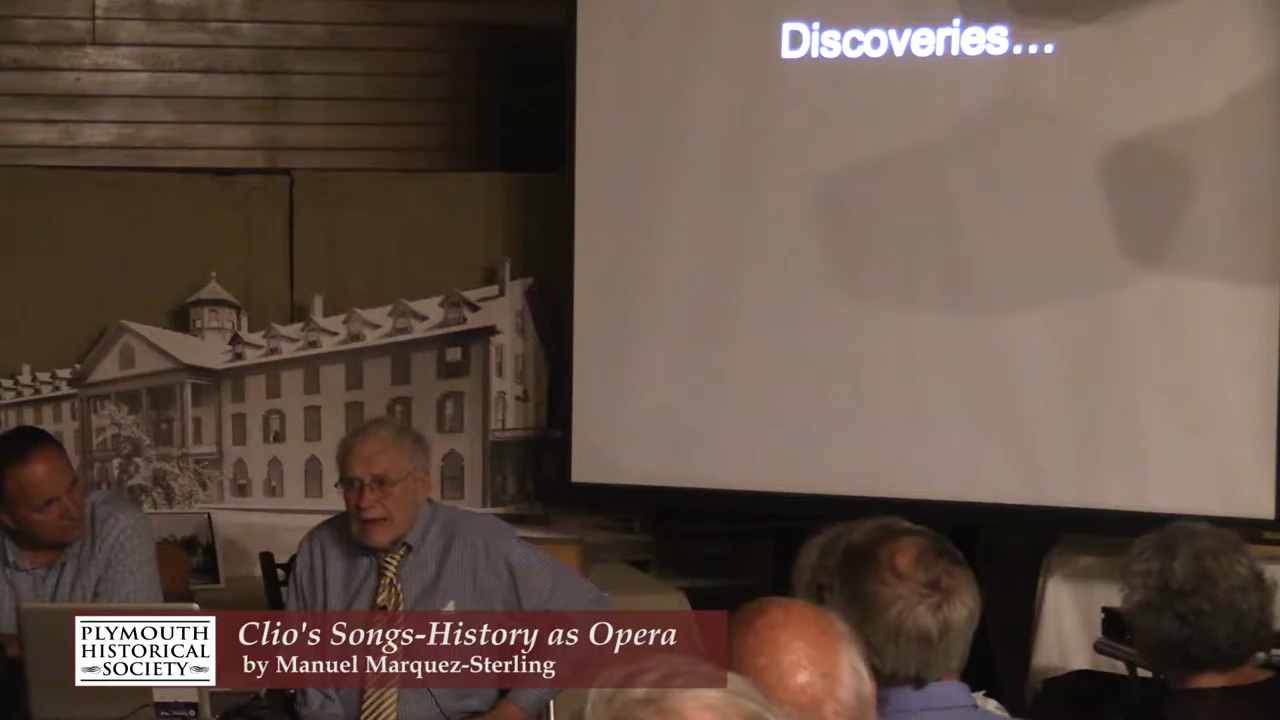 Discoveries...
PLYMOUTH
HISTORICAL
SOCIETY
Clio's Songs-History as Opera
by Manuel Marquez-Sterling